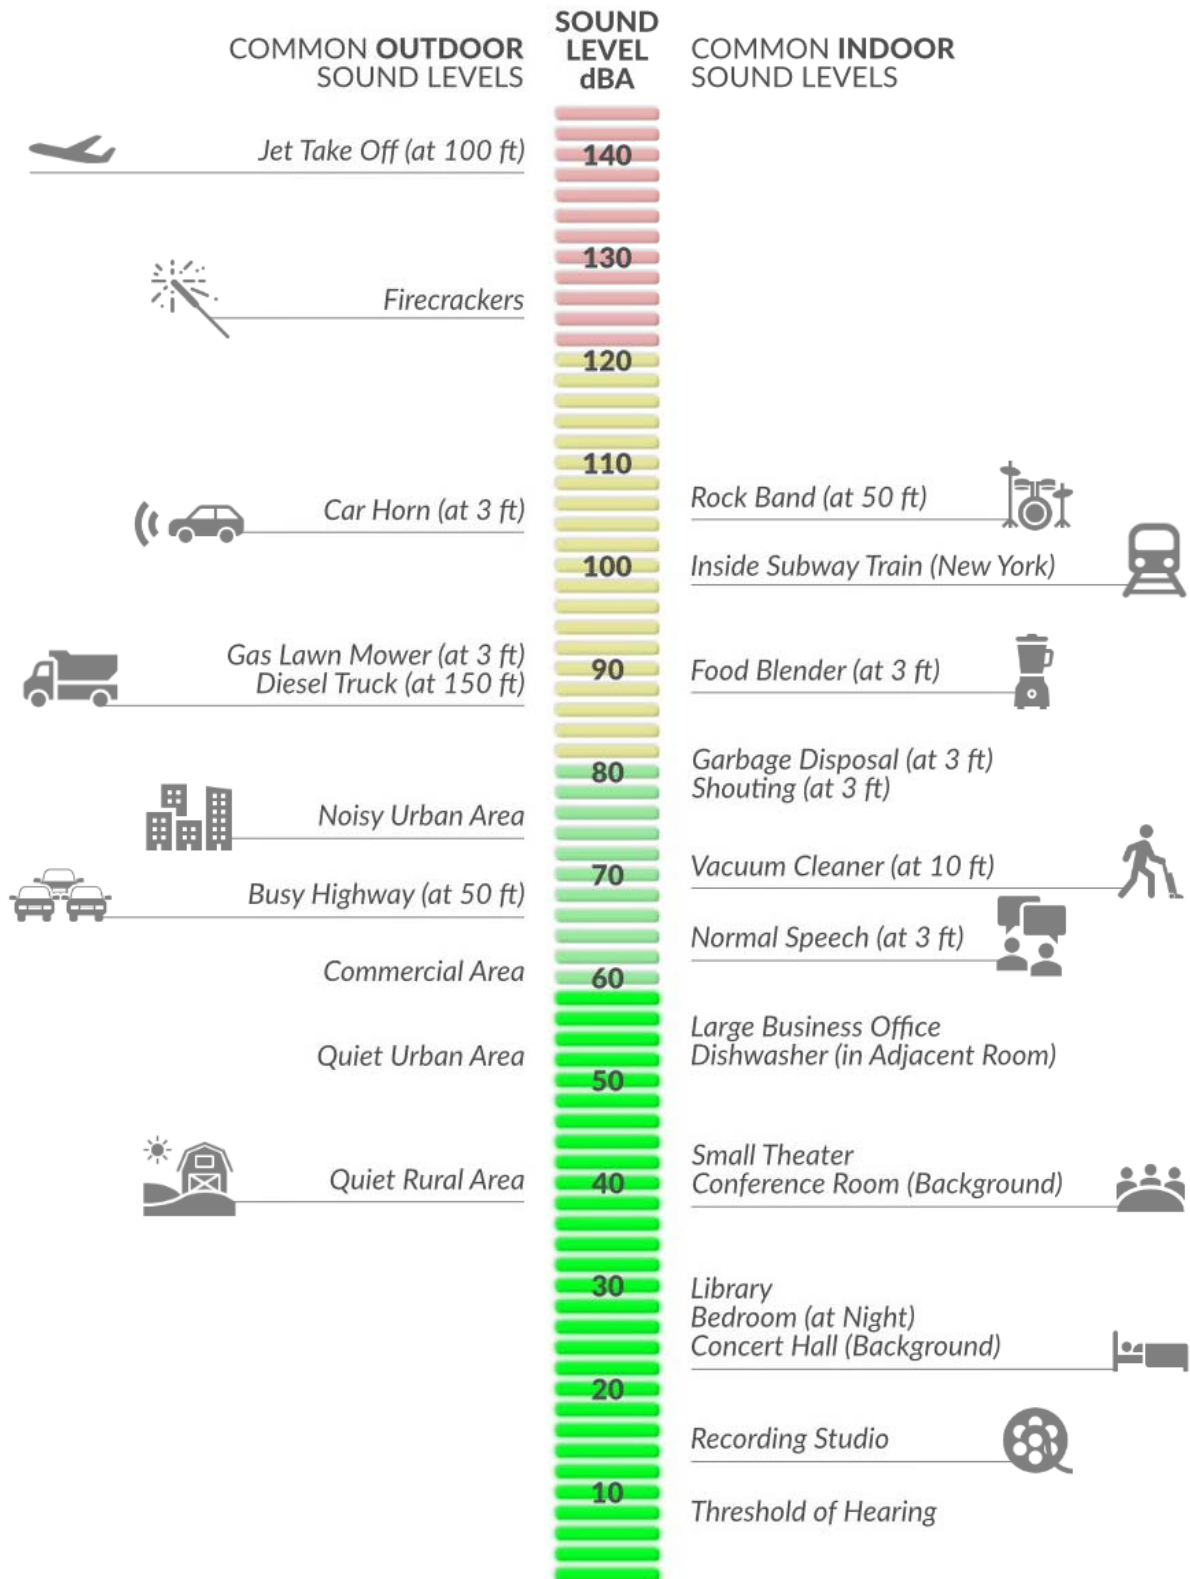 SOUND
LEVEL
dBA
COMMON OUTDOOR
SOUND LEVELS
COMMON INDOOR
SOUND LEVELS
Jet Take Off (at 100 ft)
140
130
Firecrackers
120
110
Rock Band (at 50 ft)
Car Horn (at 3 ft)
100
Inside Subway Train (New York)
Gas Lawn Mower (at 3 ft)
Diesel Truck (at 150 ft)
90
Food Blender (at 3 ft)
80
Garbage Disposal (at 3 ft)
Shouting (at 3 ft)
Noisy Urban Area
70
Vacuum Cleaner (at 10 ft)
Busy Highway (at 50 ft)
Normal Speech (at 3 ft)
Commercial Area
60
Large Business Office
Dishwasher (in Adjacent Room)
Quiet Urban Area
50
Small Theater
Conference Room (Background)
Quiet Rural Area
40
30
Library
Bedroom (at Night)
Concert Hall (Background)
20
Recording Studio
10
Threshold of Hearing